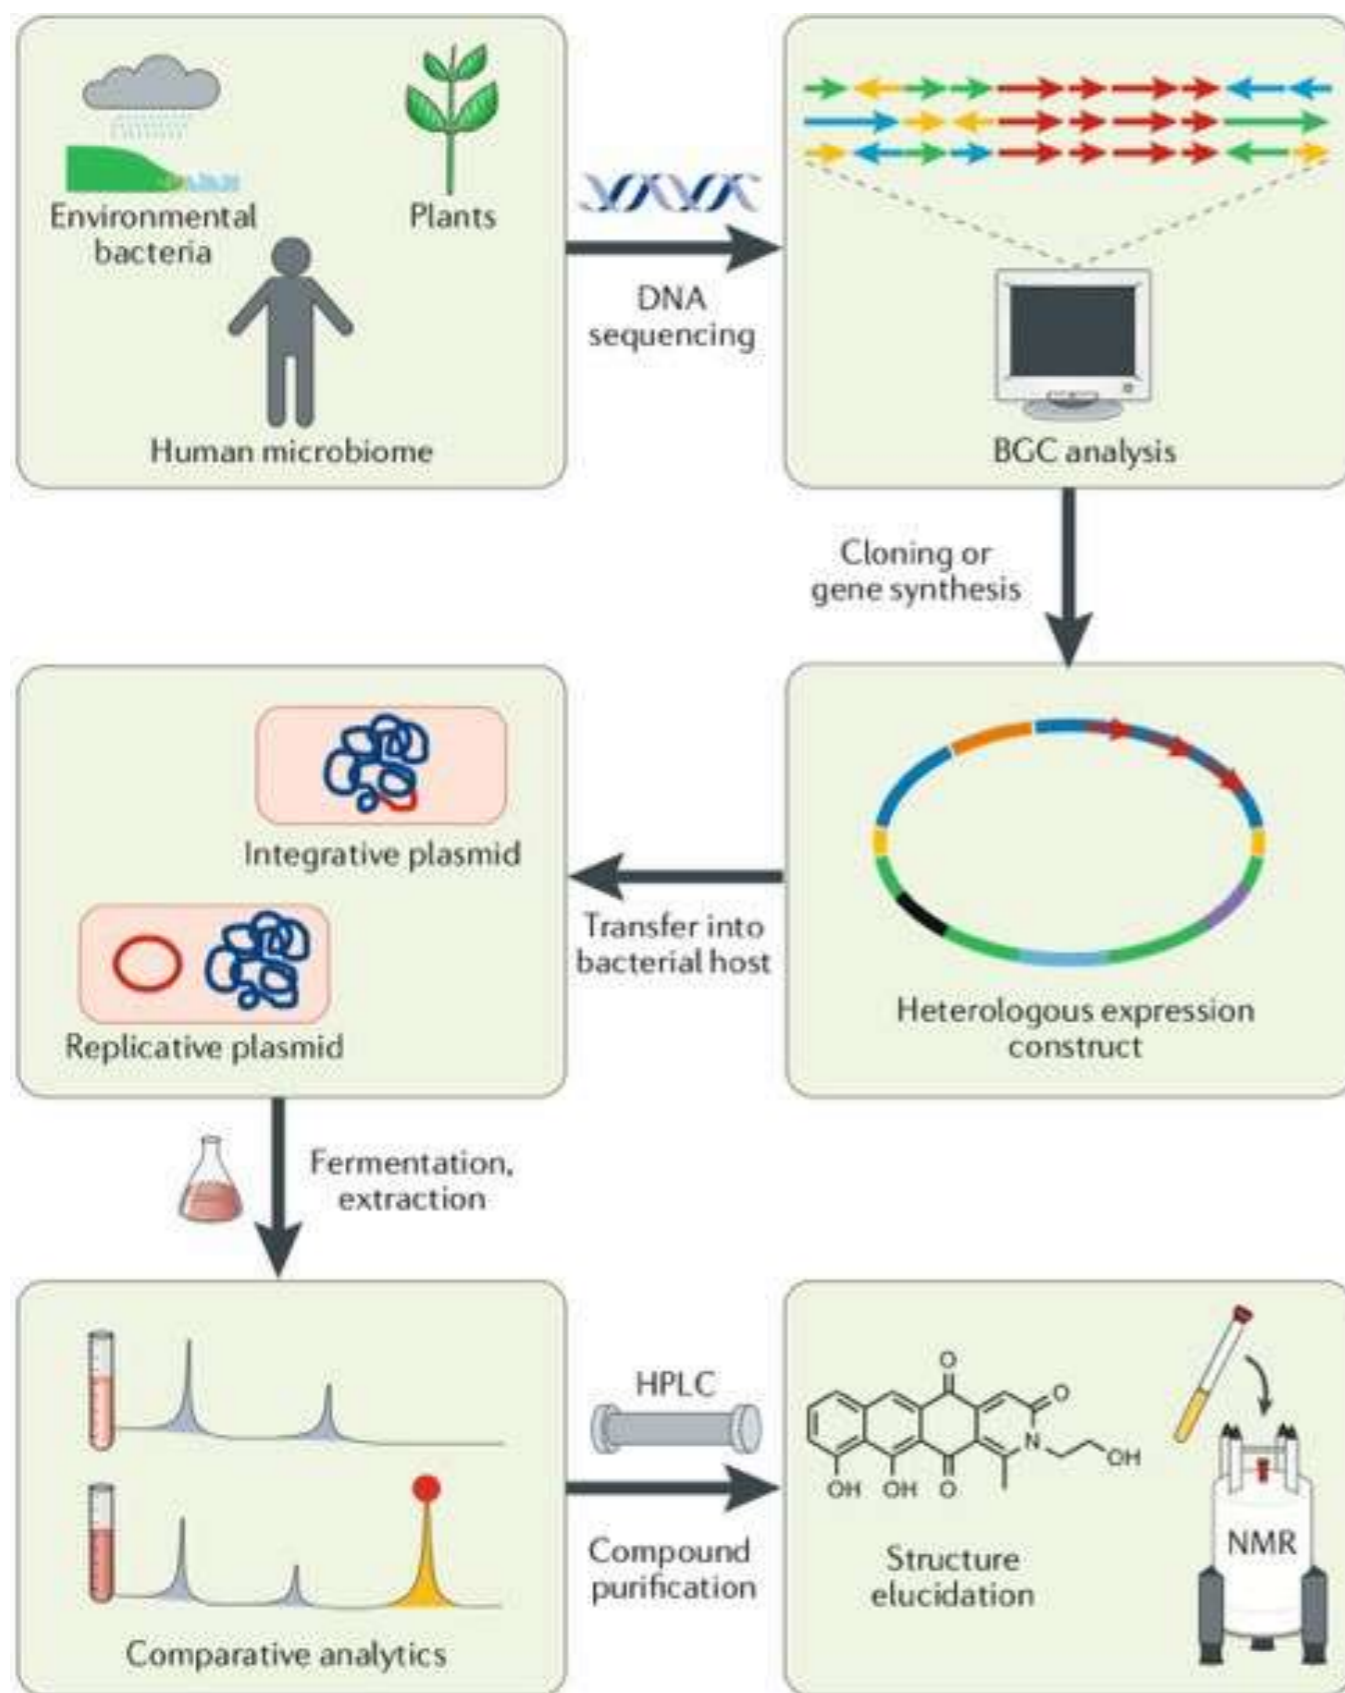 Environmental
bacteria
Plants
Human microbiome
DNA
sequencing
BGC analysis
Cloning or
gene synthesis
Heterologous expression
construct
Transfer into
bacterial host
Integrative plasmid
Replicative plasmid
Fermentation,
extraction
Comparative analytics
HPLC
Compound
purification
O
O
N
OH
OH
OH
O
Structure
elucidation
NMR